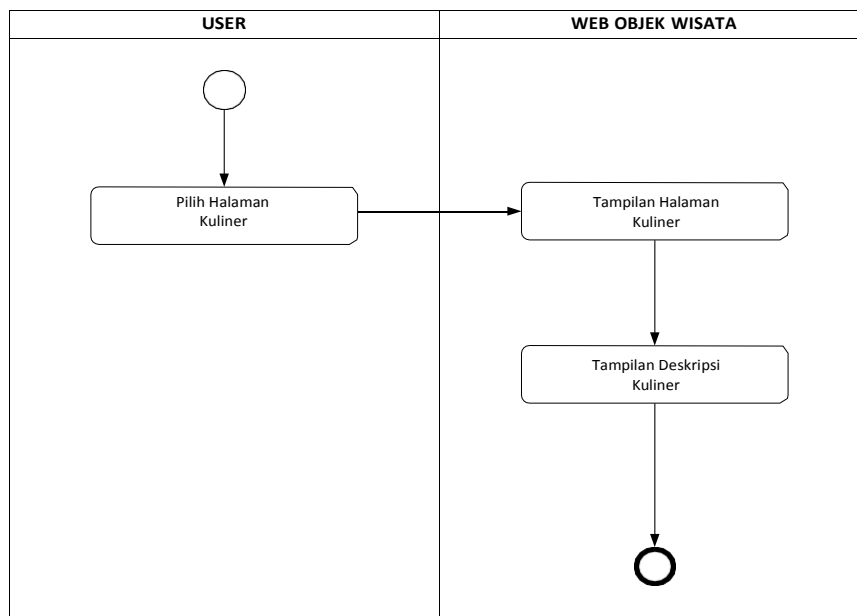 USER
WEB OBJEK WISATA
Pilih Halaman
Kuliner
Tampilan Halaman
Kuliner
Tampilan Deskripsi
Kuliner